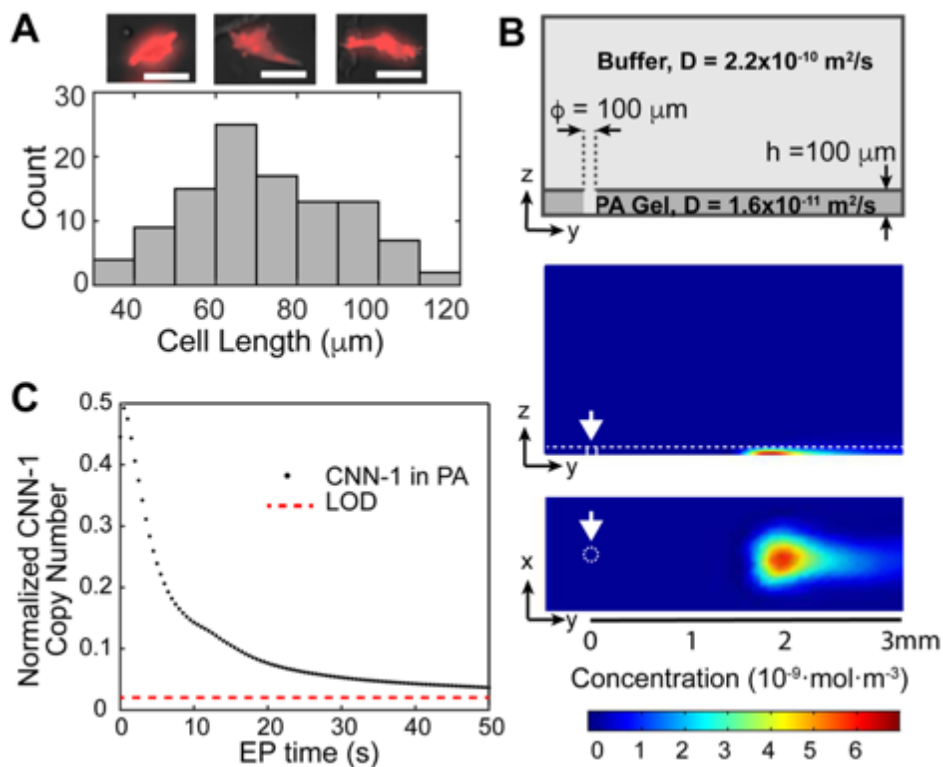 A
30
20
10
0
Count
40 60 80 100 120
Cell Length (μm)
B
Buffer, D = 2.2x10⁻¹⁰ m²/s
ϕ = 100 μm
h =100 μm
z
PA Gel, D = 1.6x10⁻¹¹ m²/s
y
z
y
x
y
0 1 2 3mm
Concentration (10⁻⁹·mol·m⁻³)
0 1 2 3 4 5 6
C
0.5
0.4
0.3
0.2
0.1
0
Normalized CNN-1
Copy Number
CNN-1 in PA
LOD
0 10 20 30 40 50
EP time (s)